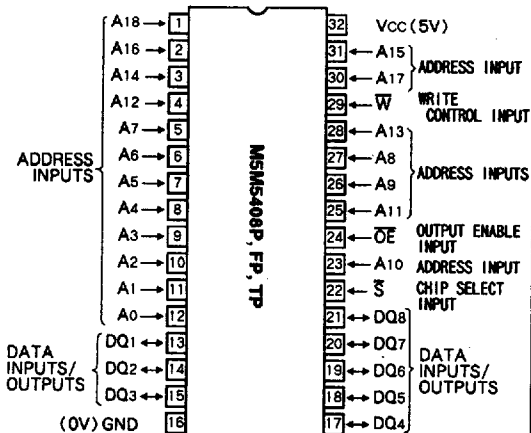 A18 1
A16 2
A14 3
A12 4
A7 5
A6 6
A5 7
A4 8
A3 9
A2 10
A1 11
A0 12
ADDRESS
INPUTS
DQ1 13
DQ2 14
DQ3 15
DATA
INPUTS/
OUTPUTS
(0V) GND 16
M5M5408P, FP, TP
32 VCC (5V)
31 A15
30 A17
ADDRESS INPUT
29 W
WRITE
CONTROL INPUT
28 A13
27 A8
26 A9
25 A11
ADDRESS INPUTS
24 OE
OUTPUT ENABLE
INPUT
23 A10 ADDRESS INPUT
22 S
CHIP SELECT
INPUT
21 DQ8
20 DQ7
19 DQ6
18 DQ5
17 DQ4
DATA
INPUTS/
OUTPUTS